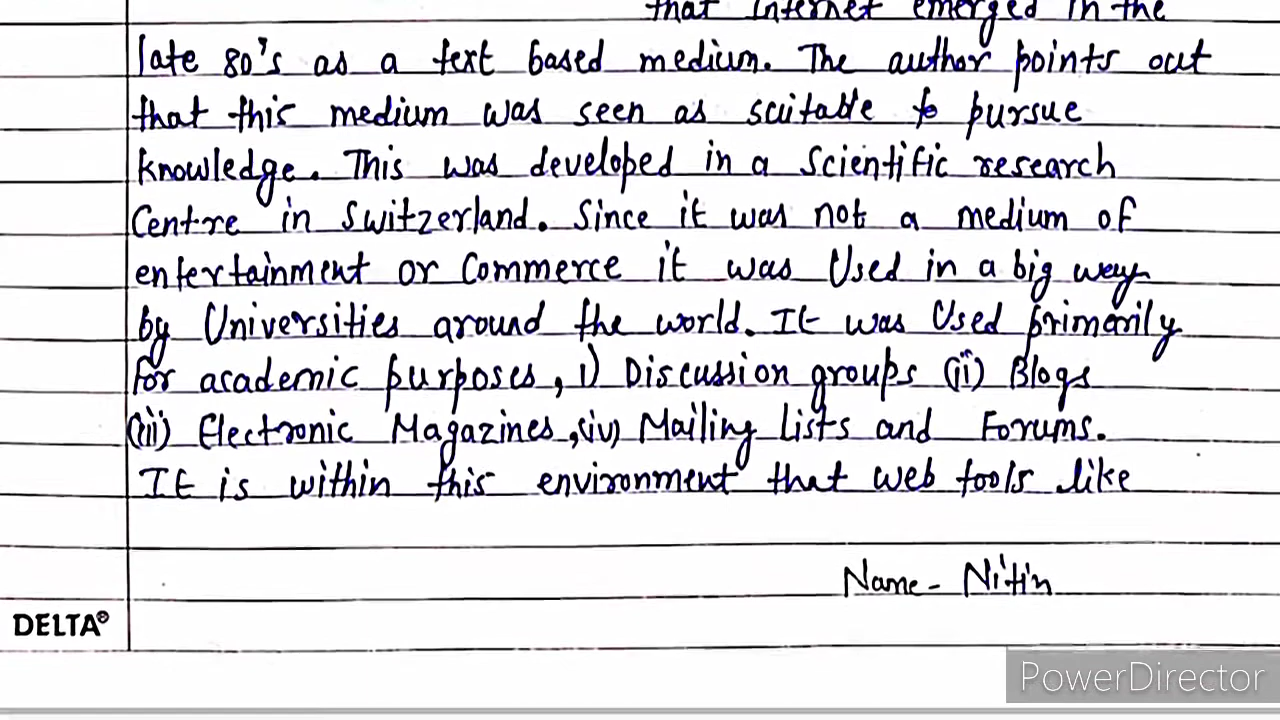 that Internet emerged in the
late 80's as a text based medium. The author points out
that this medium was seen as suitable to pursue
knowledge. This was developed in a Scientific research
Centre in Switzerland. Since it was not a medium of
entertainment or Commerce it was Used in a big way
by Universities around the world. It was Used primarily
for academic purposes, i) Discussion groups (ii) Blogs
(iii) Electronic Magazines, (iv) Mailing Lists and Forums.
It is within this environment that web tools like
Name - Nitin
DELTA®
PowerDirector